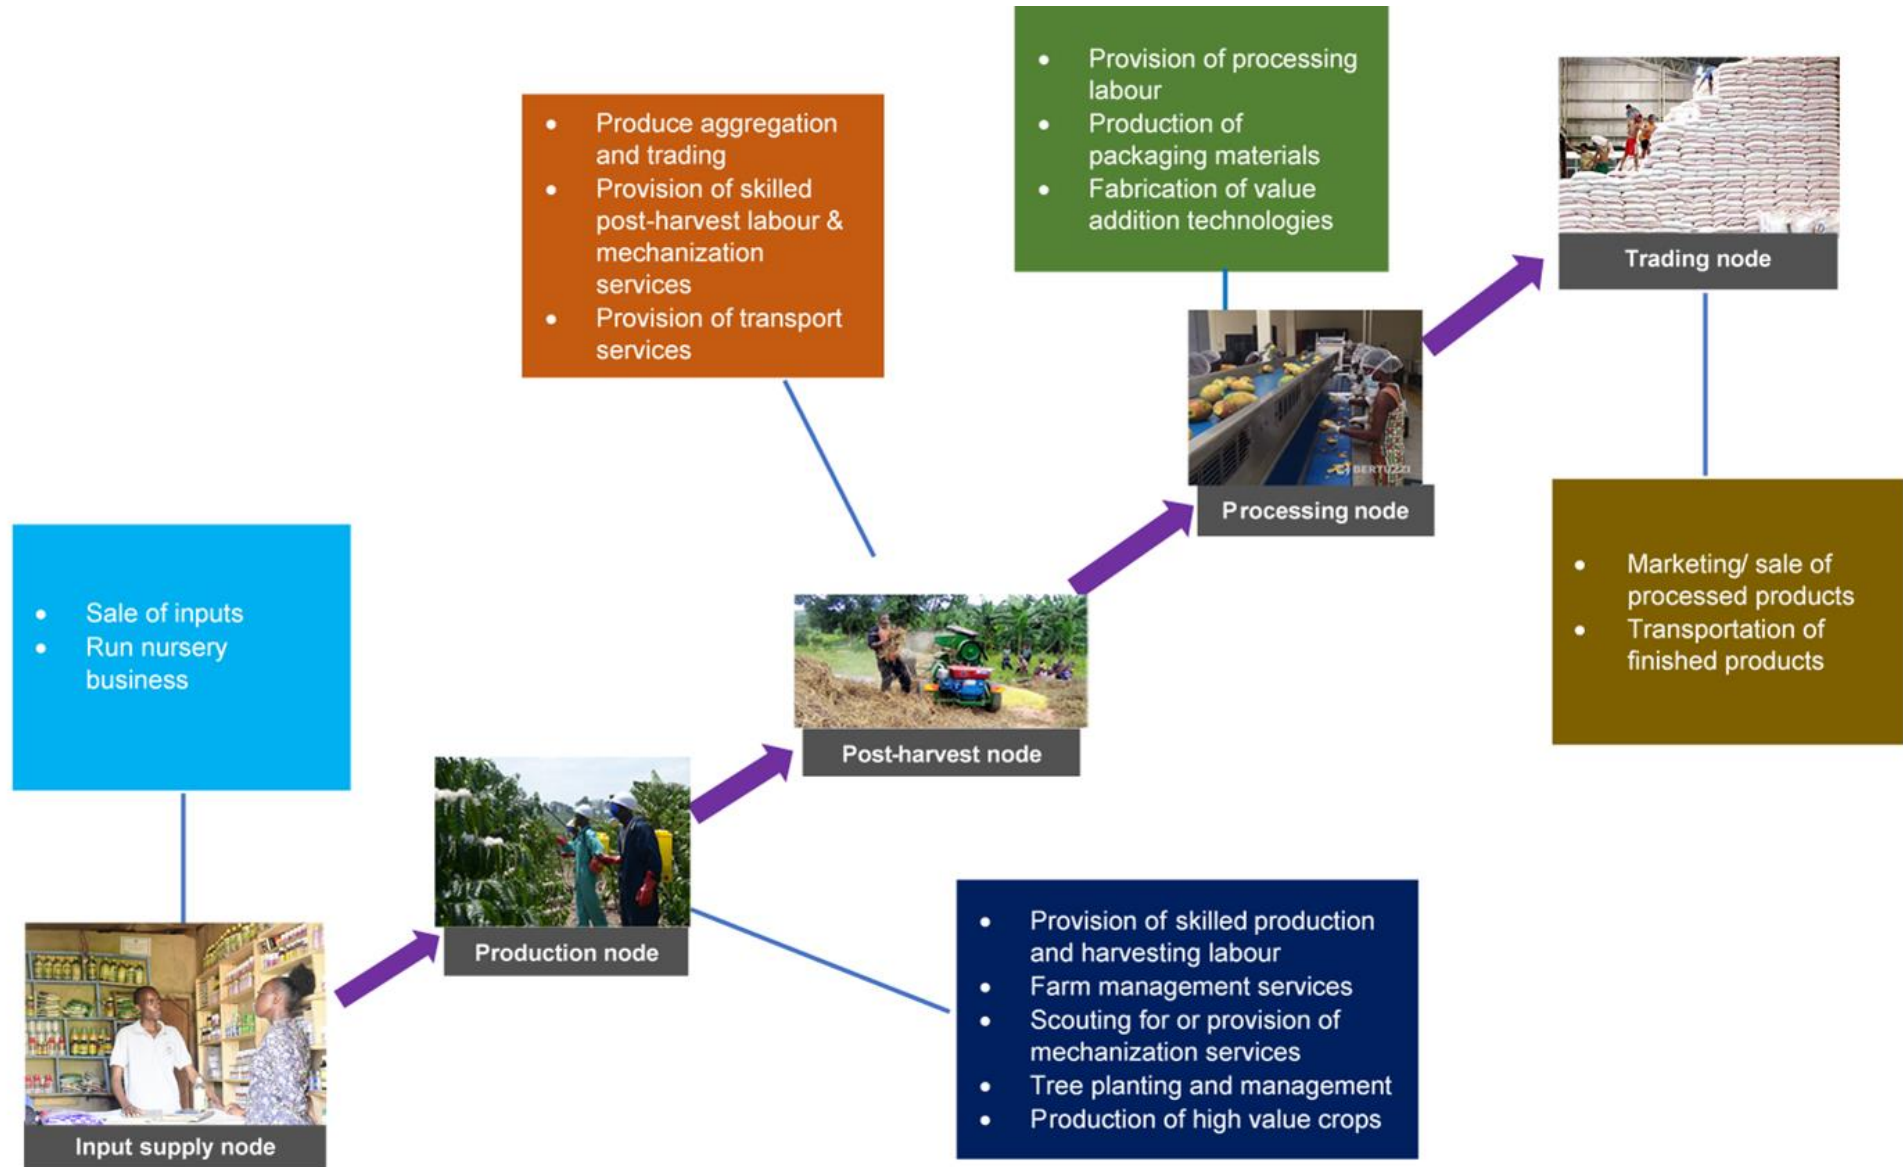 Provision of processing
labour
Production of
packaging materials
Fabrication of value
addition technologies
Trading node
Produce aggregation
and trading
Provision of skilled
post-harvest labour &
mechanization
services
Provision of transport
services
BERTUZZI
Processing node
Marketing/ sale of
processed products
Transportation of
finished products
Sale of inputs
Run nursery
business
Post-harvest node
Production node
Provision of skilled production
and harvesting labour
Farm management services
Scouting for or provision of
mechanization services
Tree planting and management
Production of high value crops
Input supply node